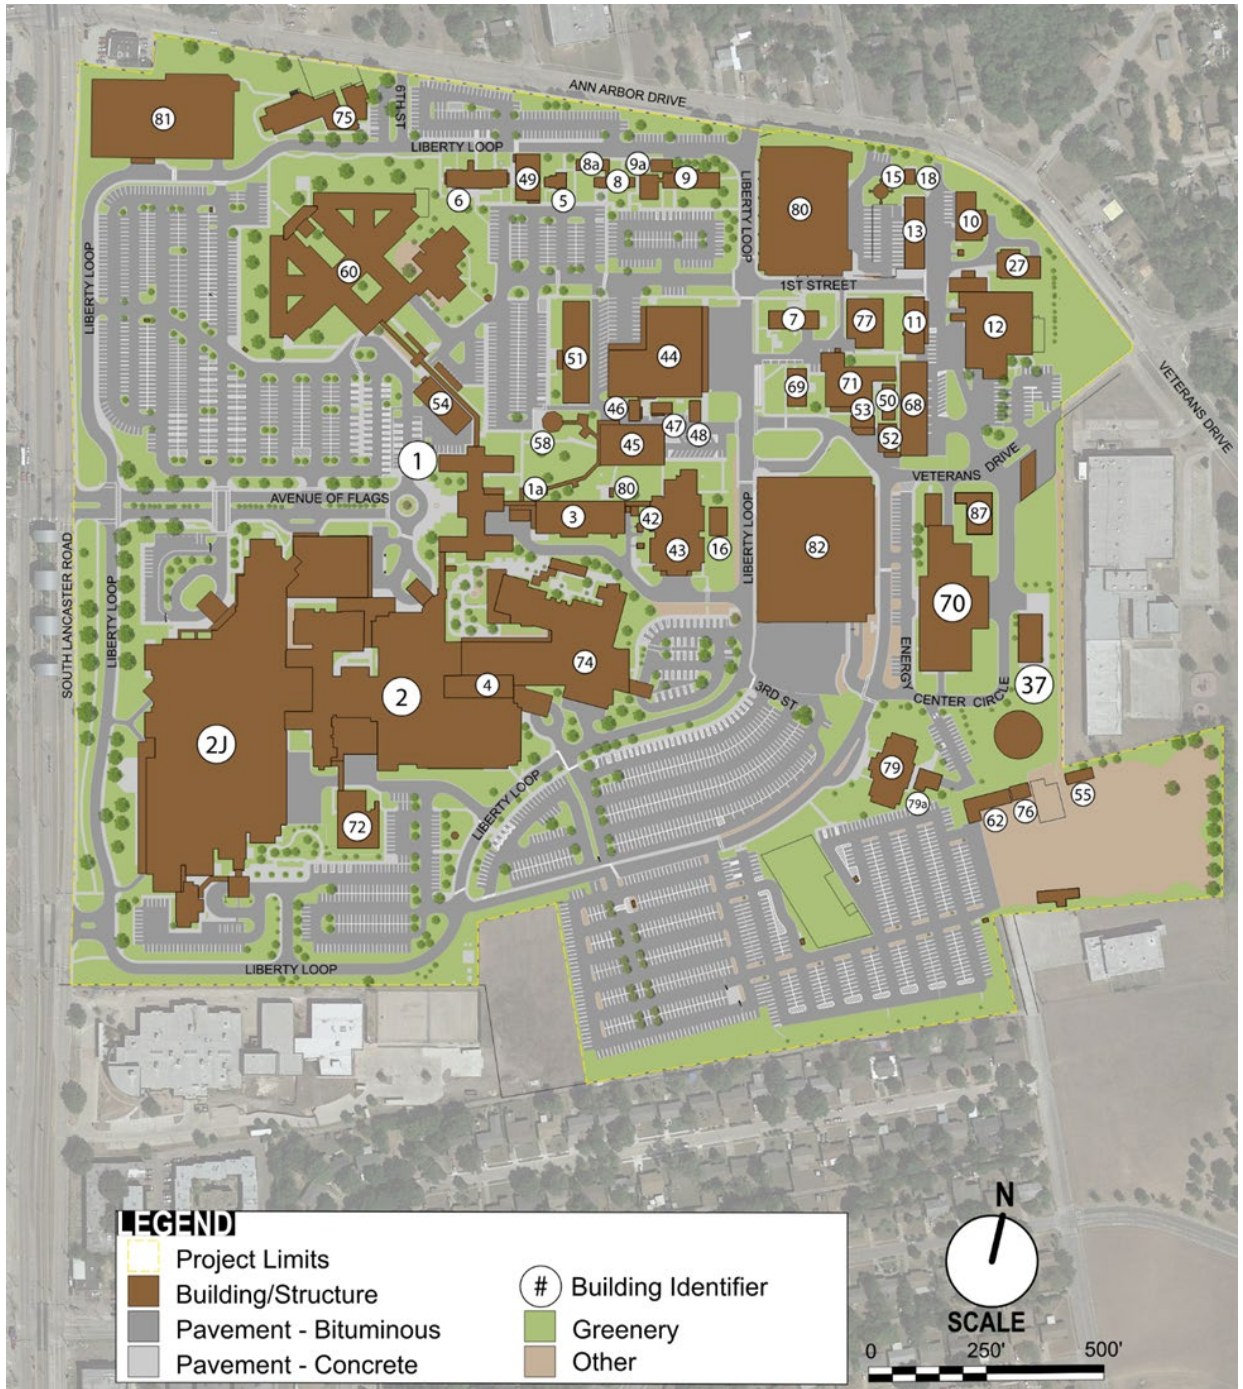 ANN ARBOR DRIVE
81
75
6TH ST
LIBERTY LOOP
8a
9a
49
8
9
6
5
LIBERTY LOOP
80
15
18
13
10
27
LIBERTY LOOP
60
1ST STREET
7
77
11
12
51
44
VETERANS DRIVE
69
71
50
68
54
46
53
47
48
52
58
45
1
VETERANS DRIVE
AVENUE OF FLAGS
1a
80
3
42
43
16
LIBERTY LOOP
82
87
70
SOUTH LANCASTER ROAD
LIBERTY LOOP
ENERGY
CENTER CIRCLE
37
74
4
2
3RD ST
2J
79
79a
62
76
55
LIBERTY LOOP
72
LIBERTY LOOP
LEGEND
Project Limits
Building/Structure
Pavement - Bituminous
Pavement - Concrete
# Building Identifier
Greenery
Other
N
SCALE
0 250' 500'